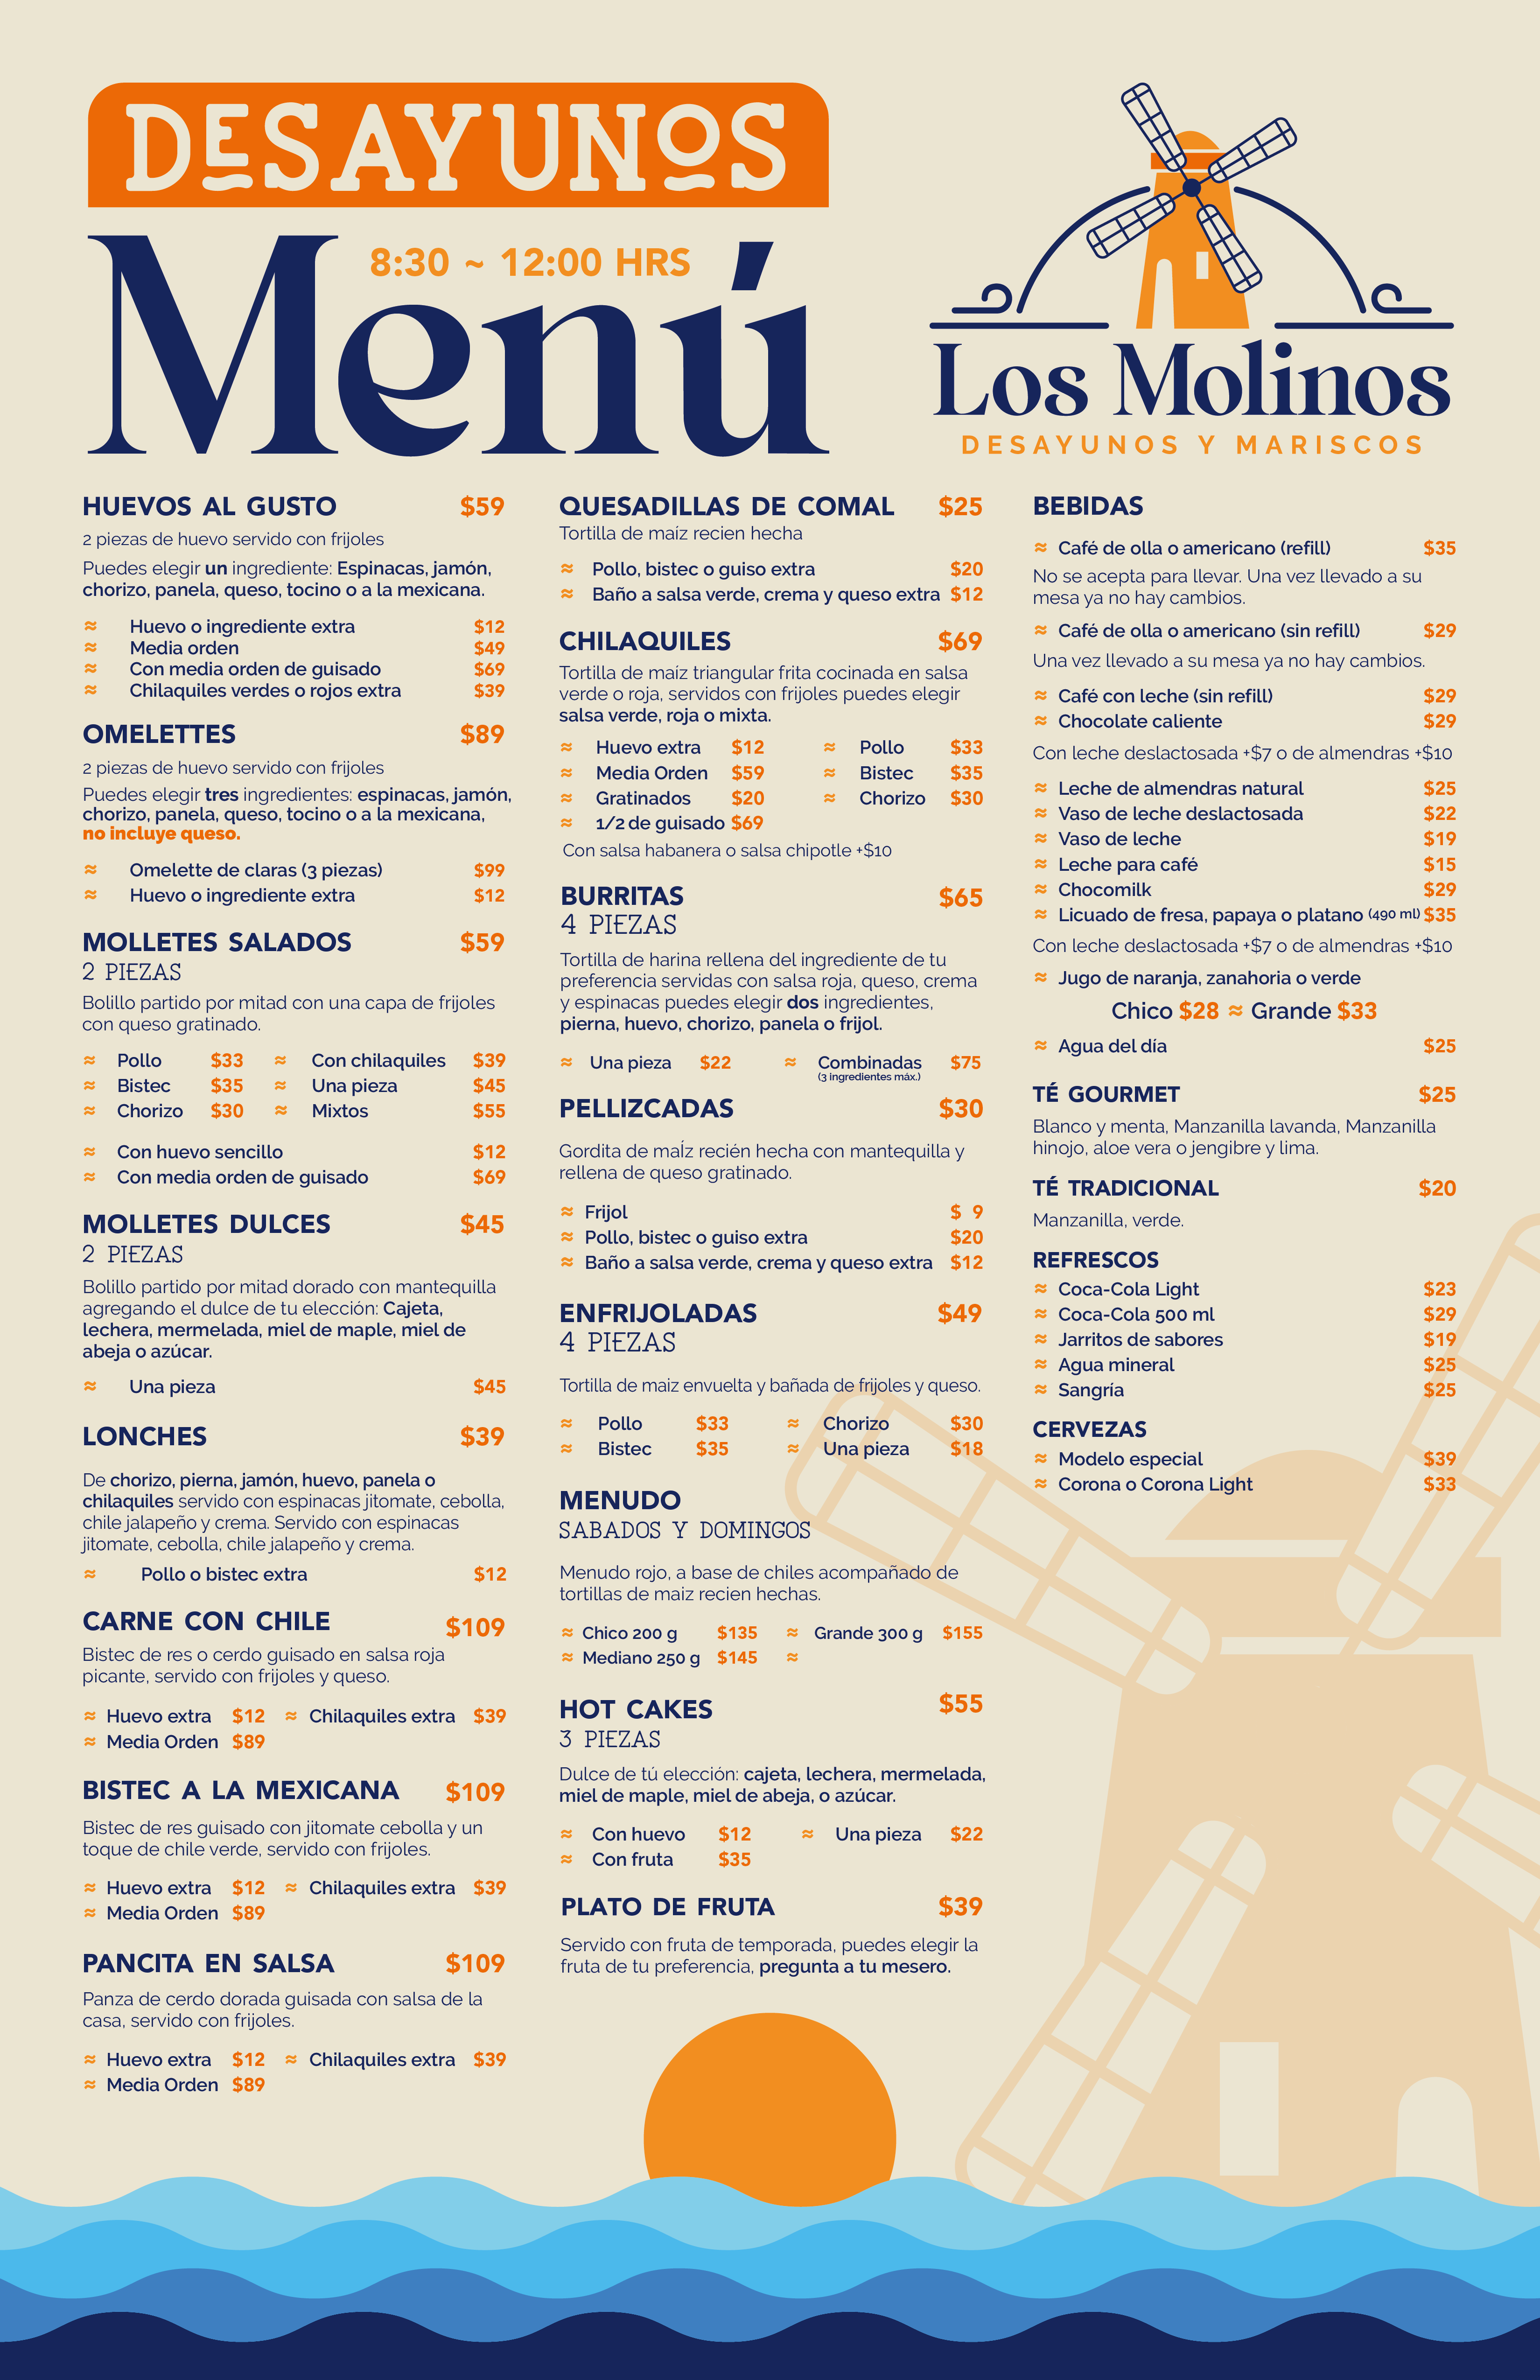 DESAYUNOS
8:30 ~ 12:00 HRS
Menú
Los Molinos
DESAYUNOS Y MARISCOS
HUEVOS AL GUSTO $59
2 piezas de huevo servido con frijoles
Puedes elegir un ingrediente: Espinacas, jamón,
chorizo, panela, queso, tocino o a la mexicana.
≈ Huevo o ingrediente extra $12
≈ Media orden $49
≈ Con media orden de guisado $69
≈ Chilaquiles verdes o rojos extra $39
OMELETTES $89
2 piezas de huevo servido con frijoles
Puedes elegir tres ingredientes: espinacas, jamón,
chorizo, panela, queso, tocino o a la mexicana,
no incluye queso.
≈ Omelette de claras (3 piezas) $99
≈ Huevo o ingrediente extra $12
MOLLETES SALADOS $59
2 PIEZAS
Bolillo partido por mitad con una capa de frijoles
con queso gratinado.
≈ Pollo $33 ≈ Con chilaquiles $39
≈ Bistec $35 ≈ Una pieza $45
≈ Chorizo $30 ≈ Mixtos $55
≈ Con huevo sencillo $12
≈ Con media orden de guisado $69
MOLLETES DULCES $45
2 PIEZAS
Bolillo partido por mitad dorado con mantequilla
agregando el dulce de tu elección: Cajeta,
lechera, mermelada, miel de maple, miel de
abeja o azúcar.
≈ Una pieza $45
LONCHES $39
De chorizo, pierna, jamón, huevo, panela o
chilaquiles servido con espinacas jitomate, cebolla,
chile jalapeño y crema. Servido con espinacas
jitomate, cebolla, chile jalapeño y crema.
≈ Pollo o bistec extra $12
CARNE CON CHILE $109
Bistec de res o cerdo guisado en salsa roja
picante, servido con frijoles y queso.
≈ Huevo extra $12 ≈ Chilaquiles extra $39
≈ Media Orden $89
BISTEC A LA MEXICANA $109
Bistec de res guisado con jitomate cebolla y un
toque de chile verde, servido con frijoles.
≈ Huevo extra $12 ≈ Chilaquiles extra $39
≈ Media Orden $89
PANCITA EN SALSA $109
Panza de cerdo dorada guisada con salsa de la
casa, servido con frijoles.
≈ Huevo extra $12 ≈ Chilaquiles extra $39
≈ Media Orden $89
QUESADILLAS DE COMAL $25
Tortilla de maíz recien hecha
≈ Pollo, bistec o guiso extra $20
≈ Baño a salsa verde, crema y queso extra $12
CHILAQUILES $69
Tortilla de maíz triangular frita cocinada en salsa
verde o roja, servidos con frijoles puedes elegir
salsa verde, roja o mixta.
≈ Huevo extra $12 ≈ Pollo $33
≈ Media Orden $59 ≈ Bistec $35
≈ Gratinados $20 ≈ Chorizo $30
≈ 1/2 de guisado $69
Con salsa habanera o salsa chipotle +$10
BURRITAS $65
4 PIEZAS
Tortilla de harina rellena del ingrediente de tu
preferencia servidas con salsa roja, queso, crema
y espinacas puedes elegir dos ingredientes,
pierna, huevo, chorizo, panela o frijol.
≈ Una pieza $22 ≈ Combinadas $75
(3 ingredientes máx.)
PELLIZCADAS $30
Gordita de maíz recién hecha con mantequilla y
rellena de queso gratinado.
≈ Frijol $ 9
≈ Pollo, bistec o guiso extra $20
≈ Baño a salsa verde, crema y queso extra $12
ENFRIJOLADAS $49
4 PIEZAS
Tortilla de maiz envuelta y bañada de frijoles y queso.
≈ Pollo $33 ≈ Chorizo $30
≈ Bistec $35 ≈ Una pieza $18
MENUDO
SABADOS Y DOMINGOS
Menudo rojo, a base de chiles acompañado de
tortillas de maiz recien hechas.
≈ Chico 200 g $135 ≈ Grande 300 g $155
≈ Mediano 250 g $145 ≈
HOT CAKES $55
3 PIEZAS
Dulce de tú elección: cajeta, lechera, mermelada,
miel de maple, miel de abeja, o azúcar.
≈ Con huevo $12 ≈ Una pieza $22
≈ Con fruta $35
PLATO DE FRUTA $39
Servido con fruta de temporada, puedes elegir la
fruta de tu preferencia, pregunta a tu mesero.
BEBIDAS
≈ Café de olla o americano (refill) $35
No se acepta para llevar. Una vez llevado a su
mesa ya no hay cambios.
≈ Café de olla o americano (sin refill) $29
Una vez llevado a su mesa ya no hay cambios.
≈ Café con leche (sin refill) $29
≈ Chocolate caliente $29
Con leche deslactosada +$7 o de almendras +$10
≈ Leche de almendras natural $25
≈ Vaso de leche deslactosada $22
≈ Vaso de leche $19
≈ Leche para café $15
≈ Chocomilk $29
≈ Licuado de fresa, papaya o platano (490 ml) $35
Con leche deslactosada +$7 o de almendras +$10
≈ Jugo de naranja, zanahoria o verde
Chico $28 ≈ Grande $33
≈ Agua del día $25
TÉ GOURMET $25
Blanco y menta, Manzanilla lavanda, Manzanilla
hinojo, aloe vera o jengibre y lima.
TÉ TRADICIONAL $20
Manzanilla, verde.
REFRESCOS
≈ Coca-Cola Light $23
≈ Coca-Cola 500 ml $29
≈ Jarritos de sabores $19
≈ Agua mineral $25
≈ Sangría $25
CERVEZAS
≈ Modelo especial $39
≈ Corona o Corona Light $33